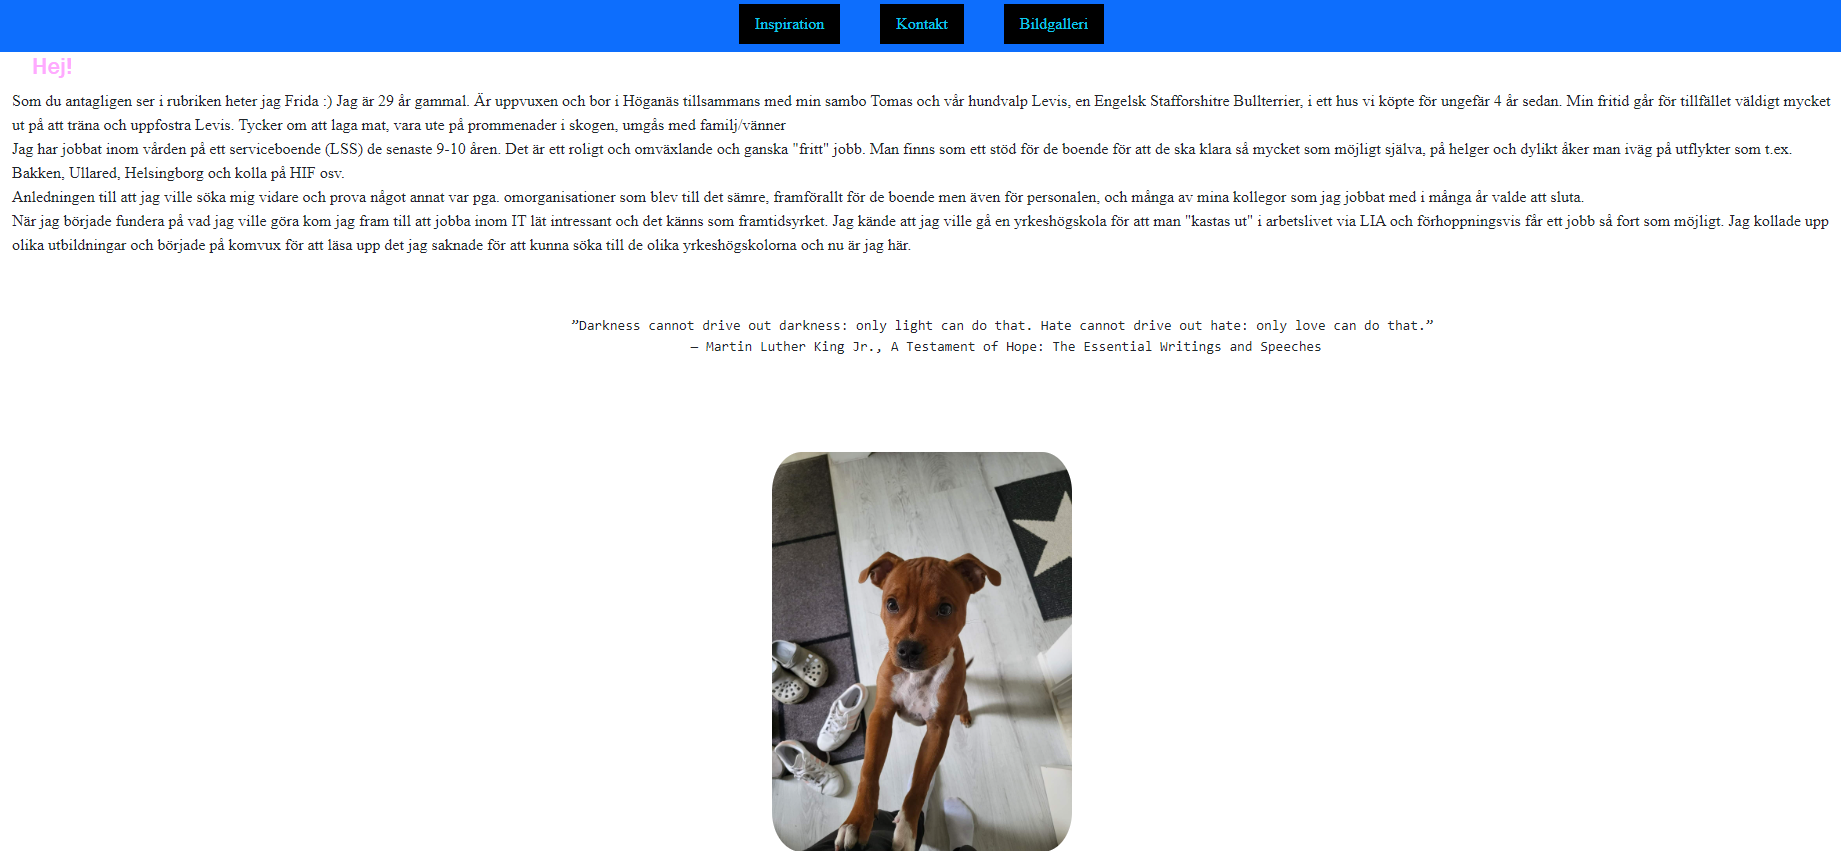 Inspiration Kontakt Bildgalleri
Hej!
Som du antagligen ser i rubriken heter jag Frida :) Jag är 29 år gammal. Är uppvuxen och bor i Höganäs tillsammans med min sambo Tomas och vår hundvalp Levis, en Engelsk Stafforshitre Bullterrier, i ett hus vi köpte för ungefär 4 år sedan. Min fritid går för tillfället väldigt mycket
ut på att träna och uppfostra Levis. Tycker om att laga mat, vara ute på prommenader i skogen, umgås med familj/vänner
Jag har jobbat inom vården på ett serviceboende (LSS) de senaste 9-10 åren. Det är ett roligt och omväxlande och ganska "fritt" jobb. Man finns som ett stöd för de boende för att de ska klara så mycket som möjligt själva, på helger och dylikt åker man iväg på utflykter som t.ex.
Bakken, Ullared, Helsingborg och kolla på HIF osv.
Anledningen till att jag ville söka mig vidare och prova något annat var pga. omorganisationer som blev till det sämre, framförallt för de boende men även för personalen, och många av mina kollegor som jag jobbat med i många år valde att sluta.
När jag började fundera på vad jag ville göra kom jag fram till att jobba inom IT lät intressant och det känns som framtidsyrket. Jag kände att jag ville gå en yrkeshögskola för att man "kastas ut" i arbetslivet via LIA och förhoppningsvis får ett jobb så fort som möjligt. Jag kollade upp
olika utbildningar och började på komvux för att läsa upp det jag saknade för att kunna söka till de olika yrkeshögskolorna och nu är jag här.
”Darkness cannot drive out darkness: only light can do that. Hate cannot drive out hate: only love can do that.”
― Martin Luther King Jr., A Testament of Hope: The Essential Writings and Speeches